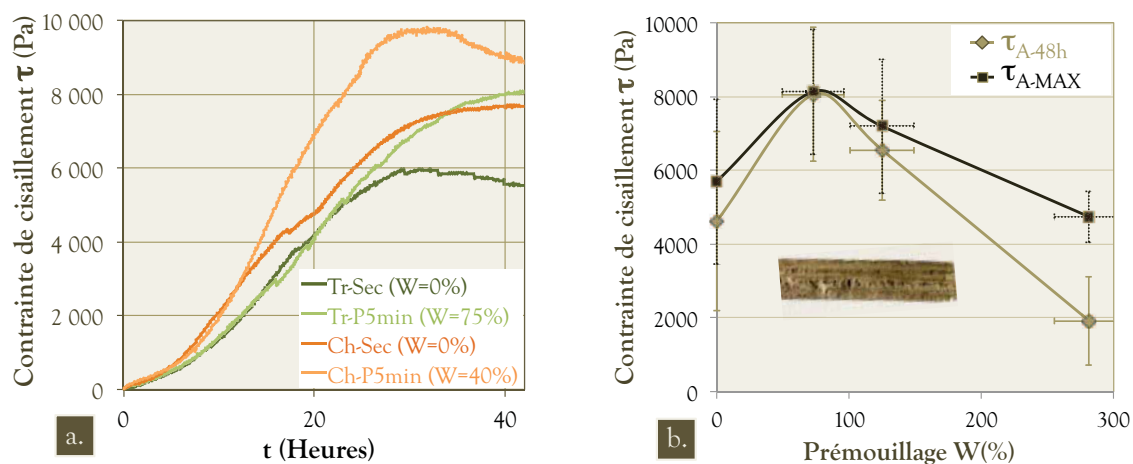 Contrainte de cisaillement τ (Pa)
10 000
8 000
6 000
4 000
2 000
0
0
20
40
t (Heures)
Tr-Sec (W=0%)
Tr-P5min (W=75%)
Ch-Sec (W=0%)
Ch-P5min (W=40%)
a.
Contrainte de cisaillement τ (Pa)
10000
8000
6000
4000
2000
0
0
100
200
300
Prémouillage W(%)
τA-48h
τA-MAX
b.